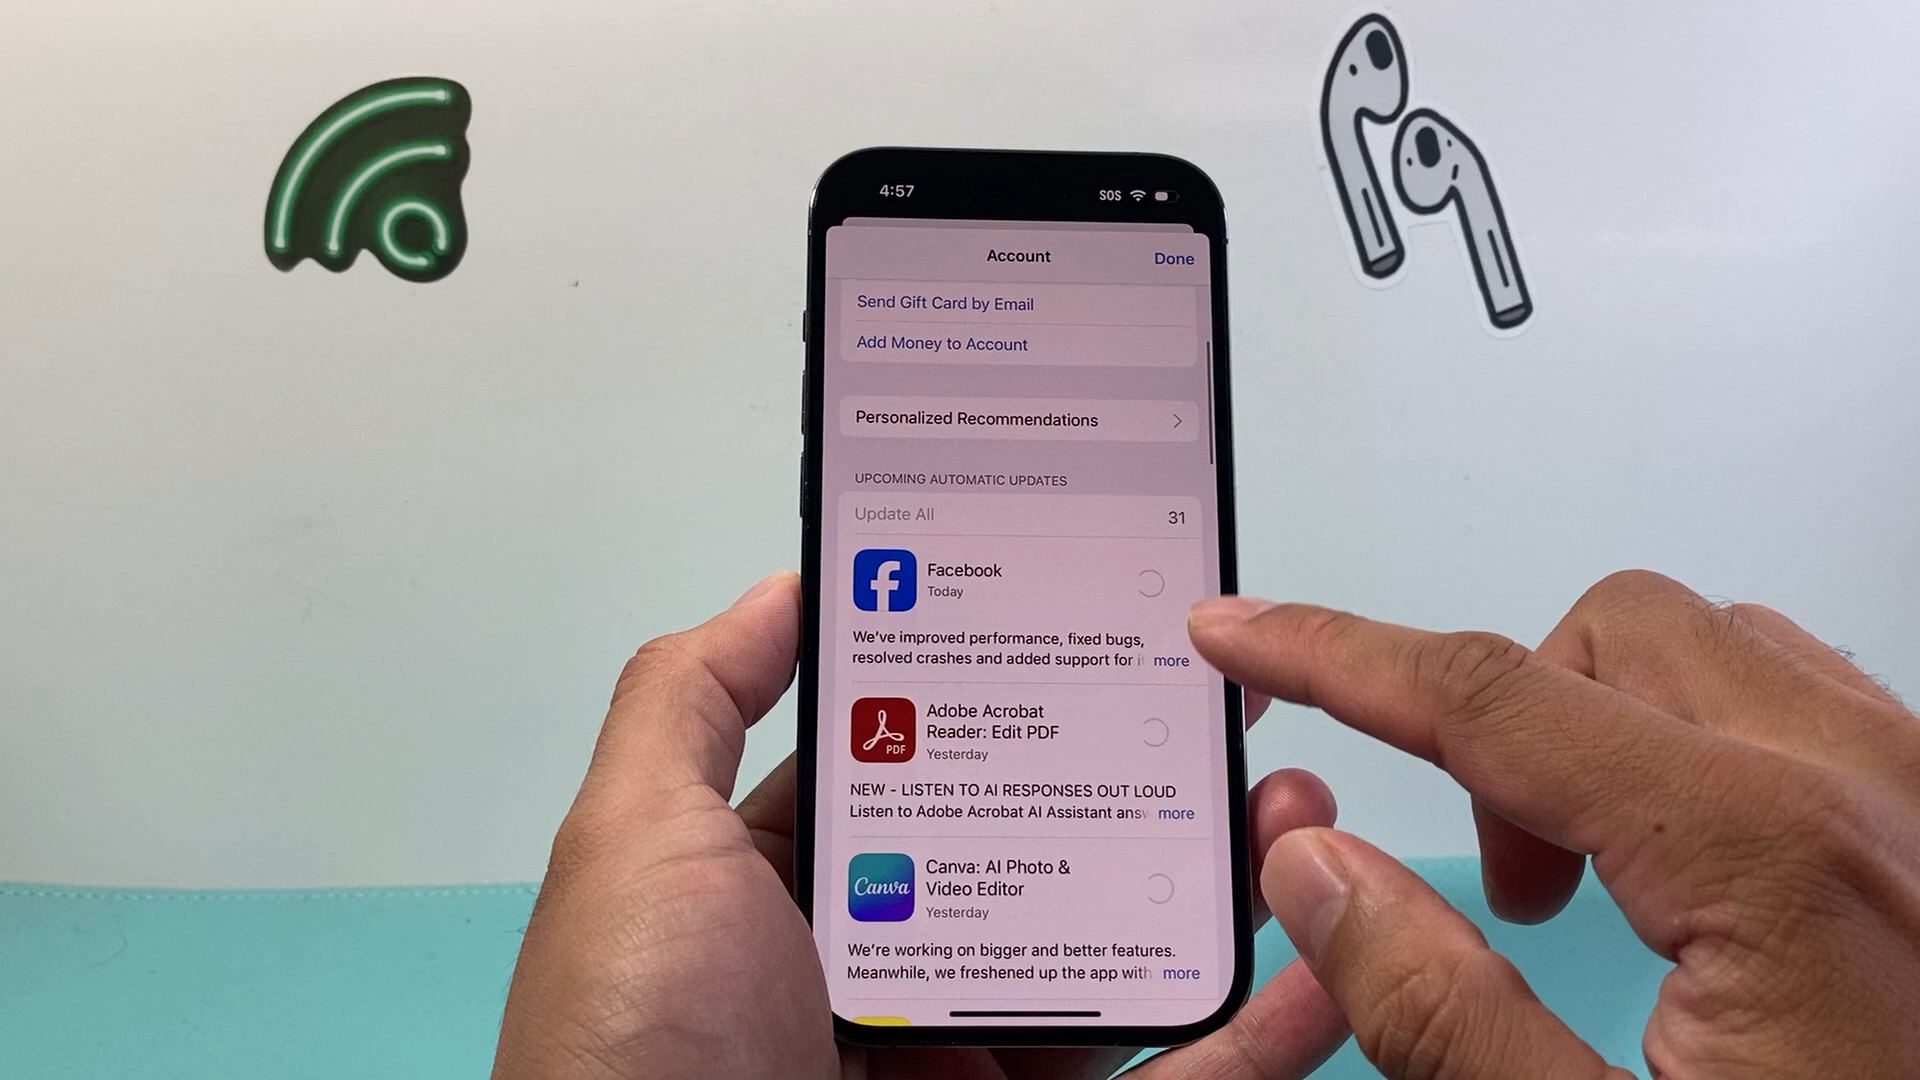 4:57
SOS
Account
Done
Send Gift Card by Email
Add Money to Account
Personalized Recommendations
UPCOMING AUTOMATIC UPDATES
Update All
31
Facebook
Today
We've improved performance, fixed bugs,
resolved crashes and added support for more
Adobe Acrobat
Reader: Edit PDF
PDF
Yesterday
NEW - LISTEN TO AI RESPONSES OUT LOUD
Listen to Adobe Acrobat AI Assistant more
Canva: AI Photo &
Canva
Video Editor
Yesterday
We're working on bigger and better features.
Meanwhile, we freshened up the app with more